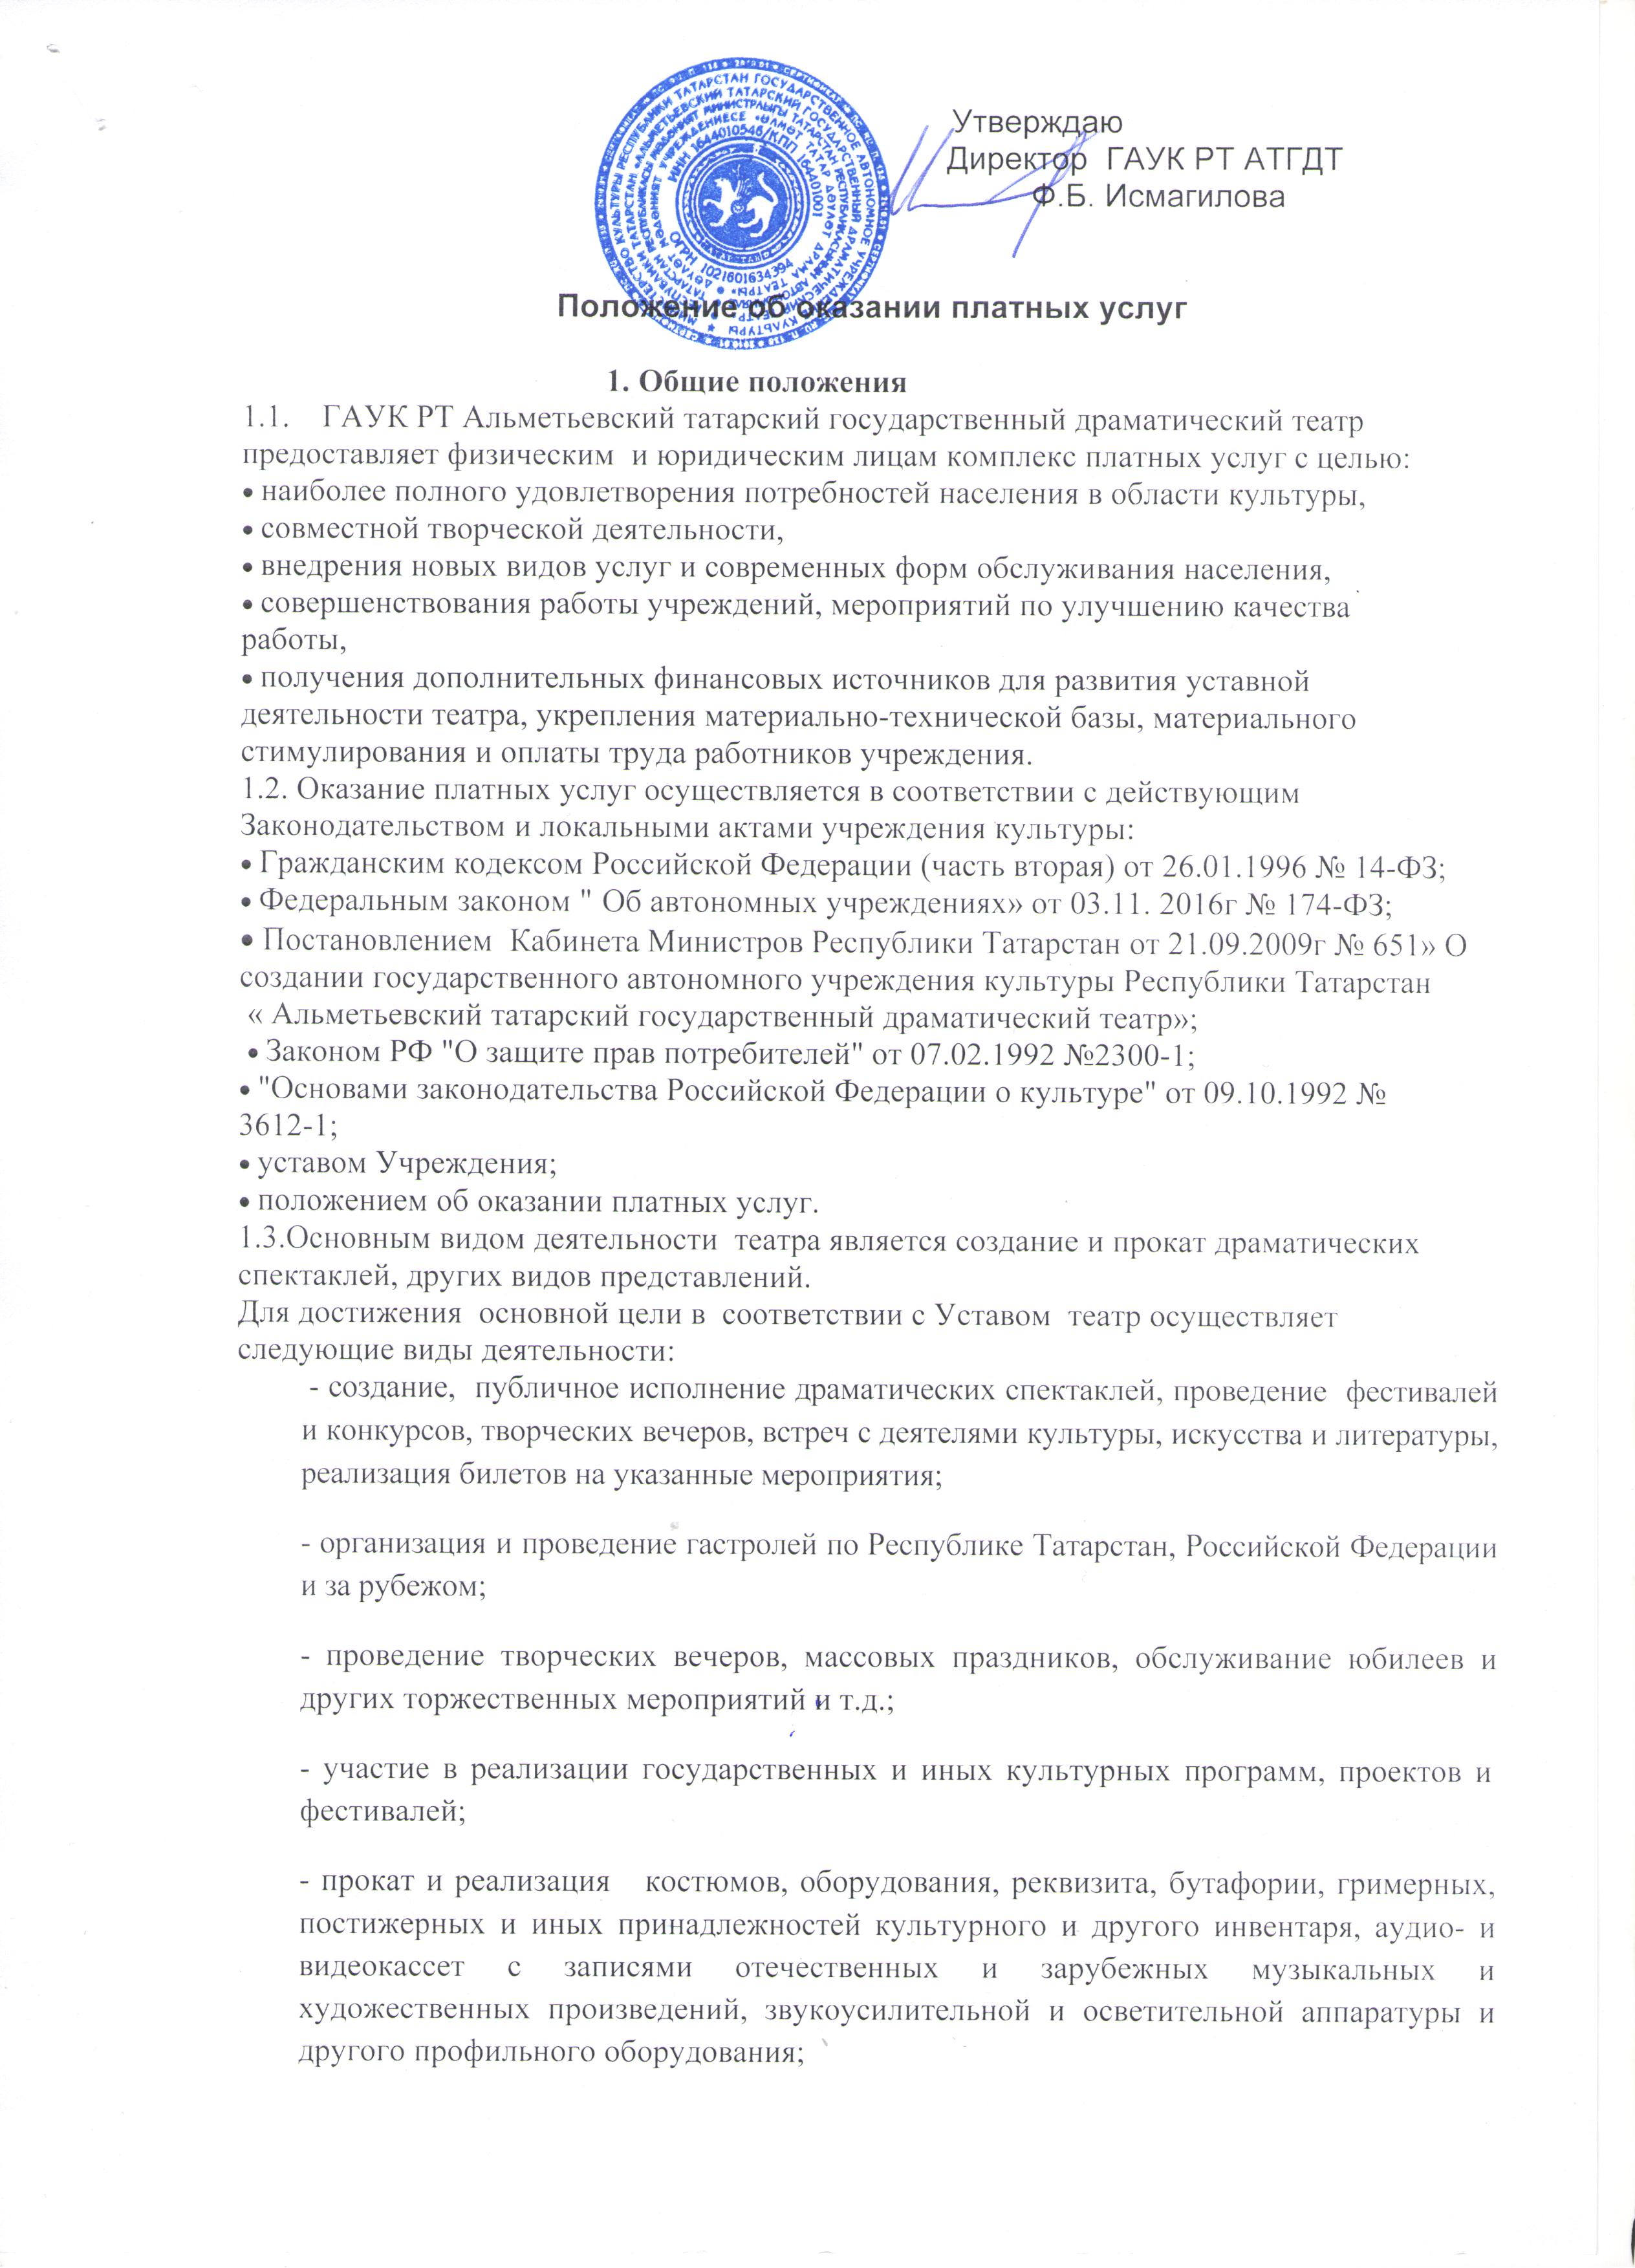 Утверждаю
Директор ГАУК РТ АТГДТ
Ф.Б. Исмагилова
ИНН 1644010546/КПП 164401001
ОГРН 1021601634394
Положение об оказании платных услуг
1. Общие положения
1.1. ГАУК РТ Альметьевский татарский государственный драматический театр
предоставляет физическим и юридическим лицам комплекс платных услуг с целью:
• наиболее полного удовлетворения потребностей населения в области культуры,
• совместной творческой деятельности,
• внедрения новых видов услуг и современных форм обслуживания населения,
• совершенствования работы учреждений, мероприятий по улучшению качества
работы,
• получения дополнительных финансовых источников для развития уставной
деятельности театра, укрепления материально-технической базы, материального
стимулирования и оплаты труда работников учреждения.
1.2. Оказание платных услуг осуществляется в соответствии с действующим
Законодательством и локальными актами учреждения культуры:
• Гражданским кодексом Российской Федерации (часть вторая) от 26.01.1996 № 14-ФЗ;
• Федеральным законом " Об автономных учреждениях» от 03.11. 2016г № 174-ФЗ;
• Постановлением Кабинета Министров Республики Татарстан от 21.09.2009г № 651» О
создании государственного автономного учреждения культуры Республики Татарстан
« Альметьевский татарский государственный драматический театр»;
• Законом РФ "О защите прав потребителей" от 07.02.1992 №2300-1;
• "Основами законодательства Российской Федерации о культуре" от 09.10.1992 №
3612-1;
• уставом Учреждения;
• положением об оказании платных услуг.
1.3.Основным видом деятельности театра является создание и прокат драматических
спектаклей, других видов представлений.
Для достижения основной цели в соответствии с Уставом театр осуществляет
следующие виды деятельности:
- создание, публичное исполнение драматических спектаклей, проведение фестивалей
и конкурсов, творческих вечеров, встреч с деятелями культуры, искусства и литературы,
реализация билетов на указанные мероприятия;
- организация и проведение гастролей по Республике Татарстан, Российской Федерации
и за рубежом;
- проведение творческих вечеров, массовых праздников, обслуживание юбилеев и
других торжественных мероприятий и т.д.;
- участие в реализации государственных и иных культурных программ, проектов и
фестивалей;
- прокат и реализация костюмов, оборудования, реквизита, бутафории, гримерных,
постижерных и иных принадлежностей культурного и другого инвентаря, аудио- и
видеокассет с записями отечественных и зарубежных музыкальных и
художественных произведений, звукоусилительной и осветительной аппаратуры и
другого профильного оборудования;